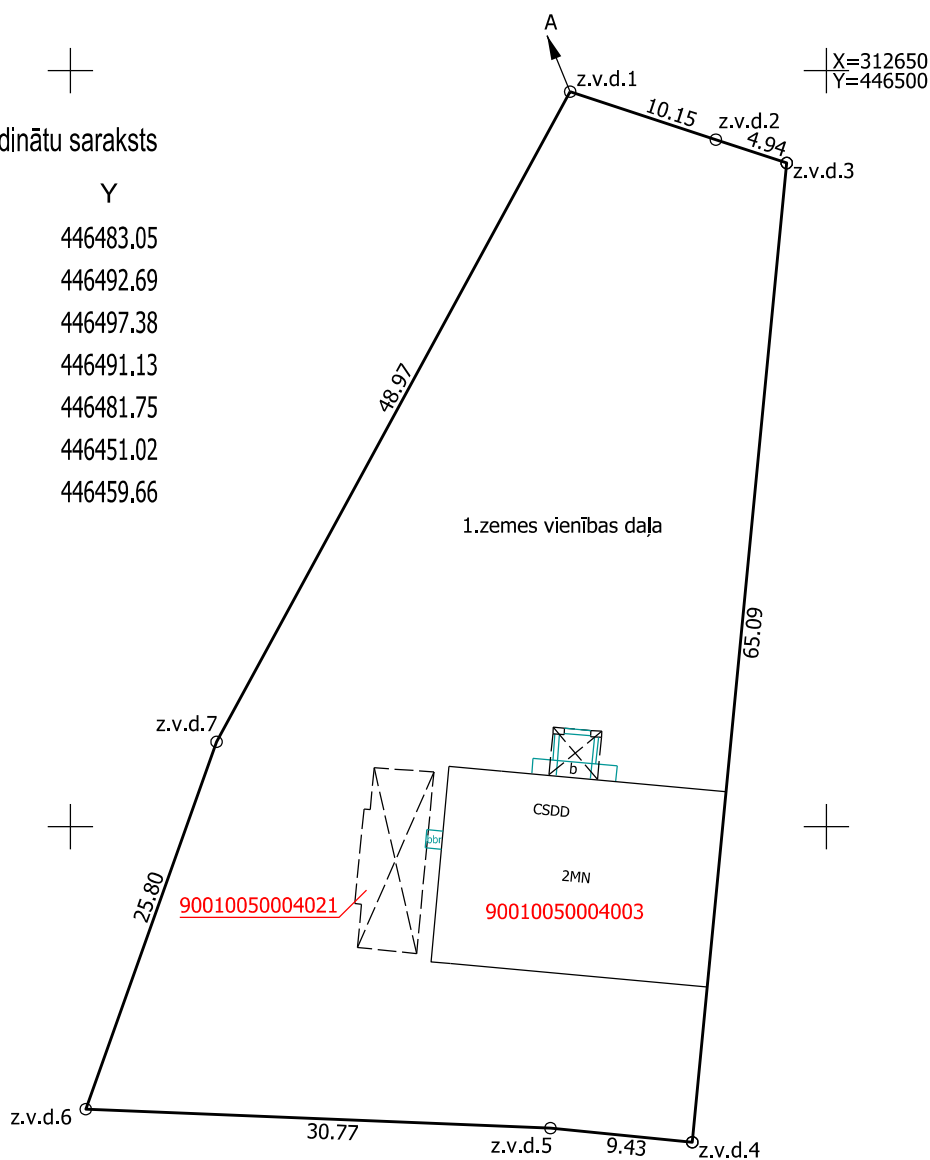 A
X=312650
Y=446500
z.v.d.1
10.15
z.v.d.2
4.94
z.v.d.3
dinātu saraksts
Y
446483.05
446492.69
446497.38
446491.13
446481.75
446451.02
446459.66
48.97
1.zemes vienības daļa
65.09
z.v.d.7
b
CSDD
pbr
2MN
25.80
90010050004021
90010050004003
z.v.d.6
30.77
z.v.d.5
9.43
z.v.d.4